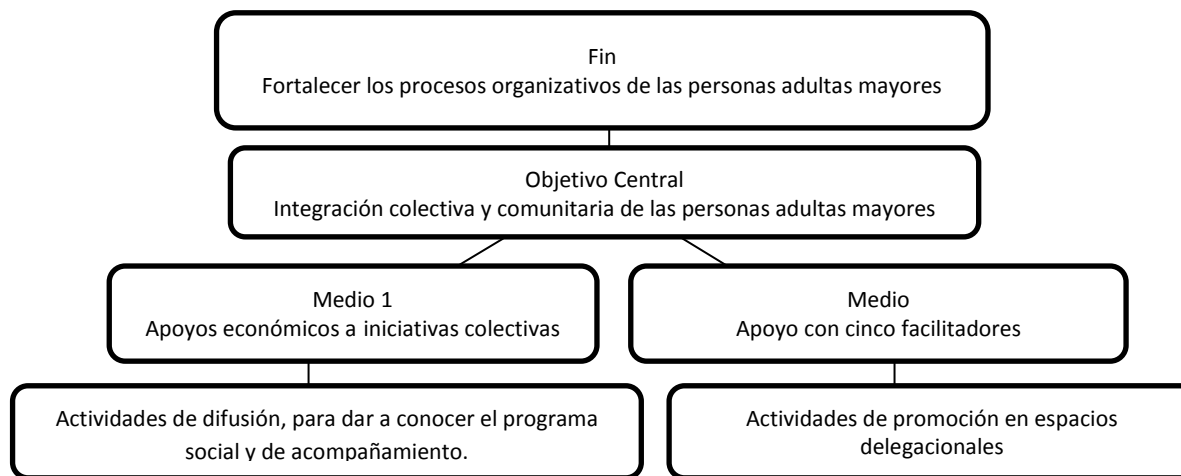 Fin
Fortalecer los procesos organizativos de las personas adultas mayores
Objetivo Central
Integración colectiva y comunitaria de las personas adultas mayores
Medio 1
Apoyos económicos a iniciativas colectivas
Medio
Apoyo con cinco facilitadores
Actividades de difusión, para dar a conocer el programa
social y de acompañamiento.
Actividades de promoción en espacios
delegacionales